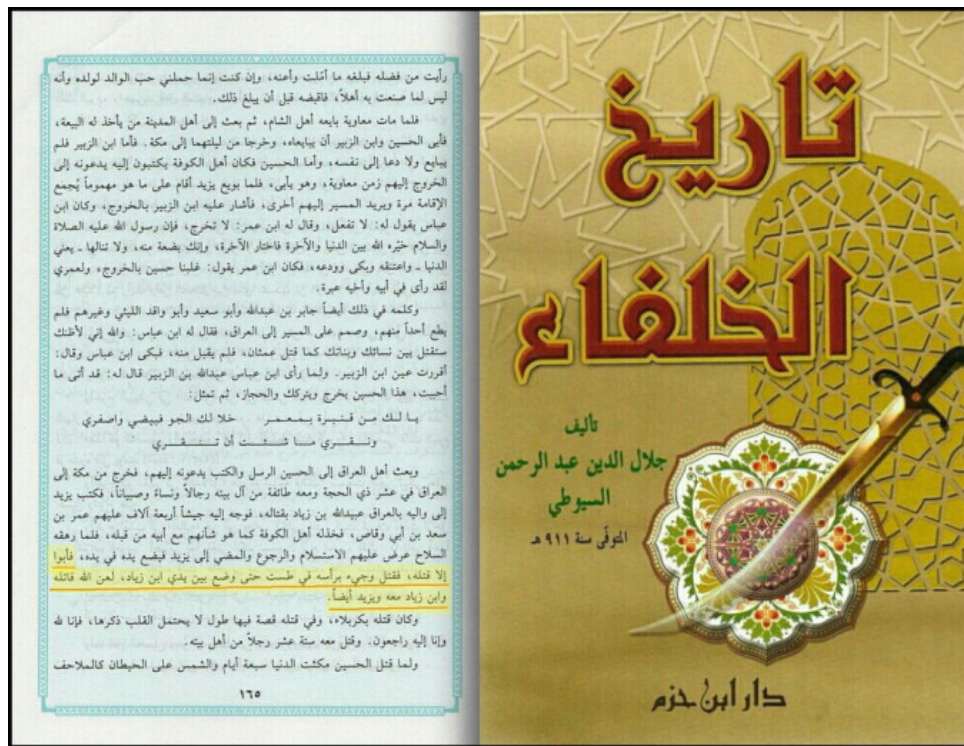 رأيت من فضله فبلغه ما أمّلت وأعنه، وإن كنت إنما حملني حبّ الوالد لولده وأنه
ليس لما صنعت به أهلاً، فاقبضه قبل أن يبلغ ذلك.
فلما مات معاوية بايعه أهل الشام، ثم بعث إلى أهل المدينة من يأخذ له البيعة،
فأبى الحسين وابن الزبير أن يبايعاه، وخرجا من ليلتهما إلى مكة. فأما ابن الزبير فلم
يبايع ولا دعا إلى نفسه، وأما الحسين فكان أهل الكوفة يكتبون إليه يدعونه إلى
الخروج إليهم زمن معاوية، وهو يأبى، فلما بويع يزيد أقام على ما هو مهموماً يُجمع
الإقامة مرة ويريد المسير إليهم أخرى، فأشار عليه ابن الزبير بالخروج، وكان ابن
عباس يقول له: لا تفعل، وقال له ابن عمر: لا تخرج، فإن رسول الله عليه الصلاة
والسلام خيّره الله بين الدنيا والآخرة فاختار الآخرة، وإنك بضعة منه، ولا تنالها ـ يعني
الدنيا ـ واعتنقه وبكى وودعه، فكان ابن عمر يقول: غلبنا حسين بالخروج، ولعمري
لقد رأى في أبيه وأخيه عبرة.
وكلمه في ذلك أيضاً جابر بن عبدالله وأبو سعيد وأبو واقد الليثي وغيرهم فلم
يطع أحداً منهم، وصمم على المسير إلى العراق، فقال له ابن عباس: والله إني لأظنك
ستقتل بين نسائك وبناتك كما قتل عمثان، فلم يقبل منه، فبكى ابن عباس وقال:
أقررت عين ابن الزبير. ولما رأى ابن عباس عبدالله بن الزبير قال له: قد أتى ما
أحببت، هذا الحسين يخرج ويتركك والحجاز، ثم تمثل:
يا لك من قنبرة بمعمر خلا لك الجو فبيضي واصفري
ونقري ما شئت أن تنقري
وبعث أهل العراق إلى الحسين الرسل والكتب يدعونه إليهم، فخرج من مكة إلى
العراق في عشر ذي الحجة ومعه طائفة من آل بيته رجالاً ونساءً وصبياناً، فكتب يزيد
إلى واليه بالعراق عبيدالله بن زياد بقتاله، فوجه إليه جيشاً أربعة آلاف عليهم عمر بن
سعد بن أبي وقاص، فخذله أهل الكوفة كما هو شأنهم مع أبيه من قبله، فلما رهقه
السلاح عرض عليهم الاستسلام والرجوع والمضي إلى يزيد فيضع يده في يده، فأبوا
إلا قتله، فقتل وجيء برأسه في طست حتى وضع بين يدي ابن زياد، لعن الله قاتله
وابن زياد معه ويزيد أيضاً.
وكان قتله بكربلاء، وفي قتله قصة فيها طول لا يحتمل القلب ذكرها، فإنا لله
وإنا إليه راجعون. وقتل معه ستة عشر رجلاً من أهل بيته.
ولما قتل الحسين مكثت الدنيا سبعة أيام والشمس على الحيطان كالملاحف
١٦٥
تاريخ
الخلفاء
تأليف
جلال الدين عبد الرحمن
السيوطي
المتوفى سنة ٩١١ هـ
دار ابن حزم